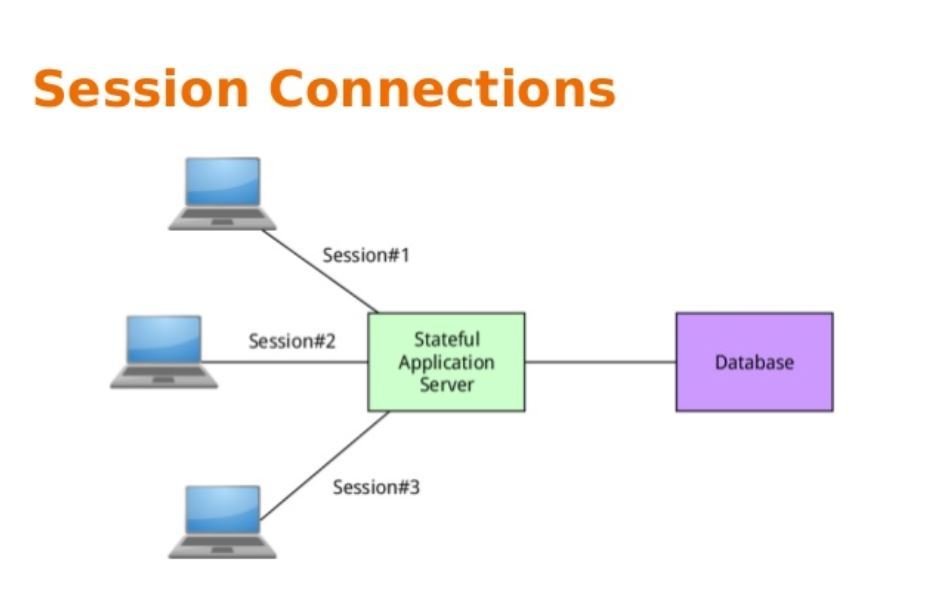 Session Connections
Session#1
Session#2
Stateful
Application
Server
Database
Session#3